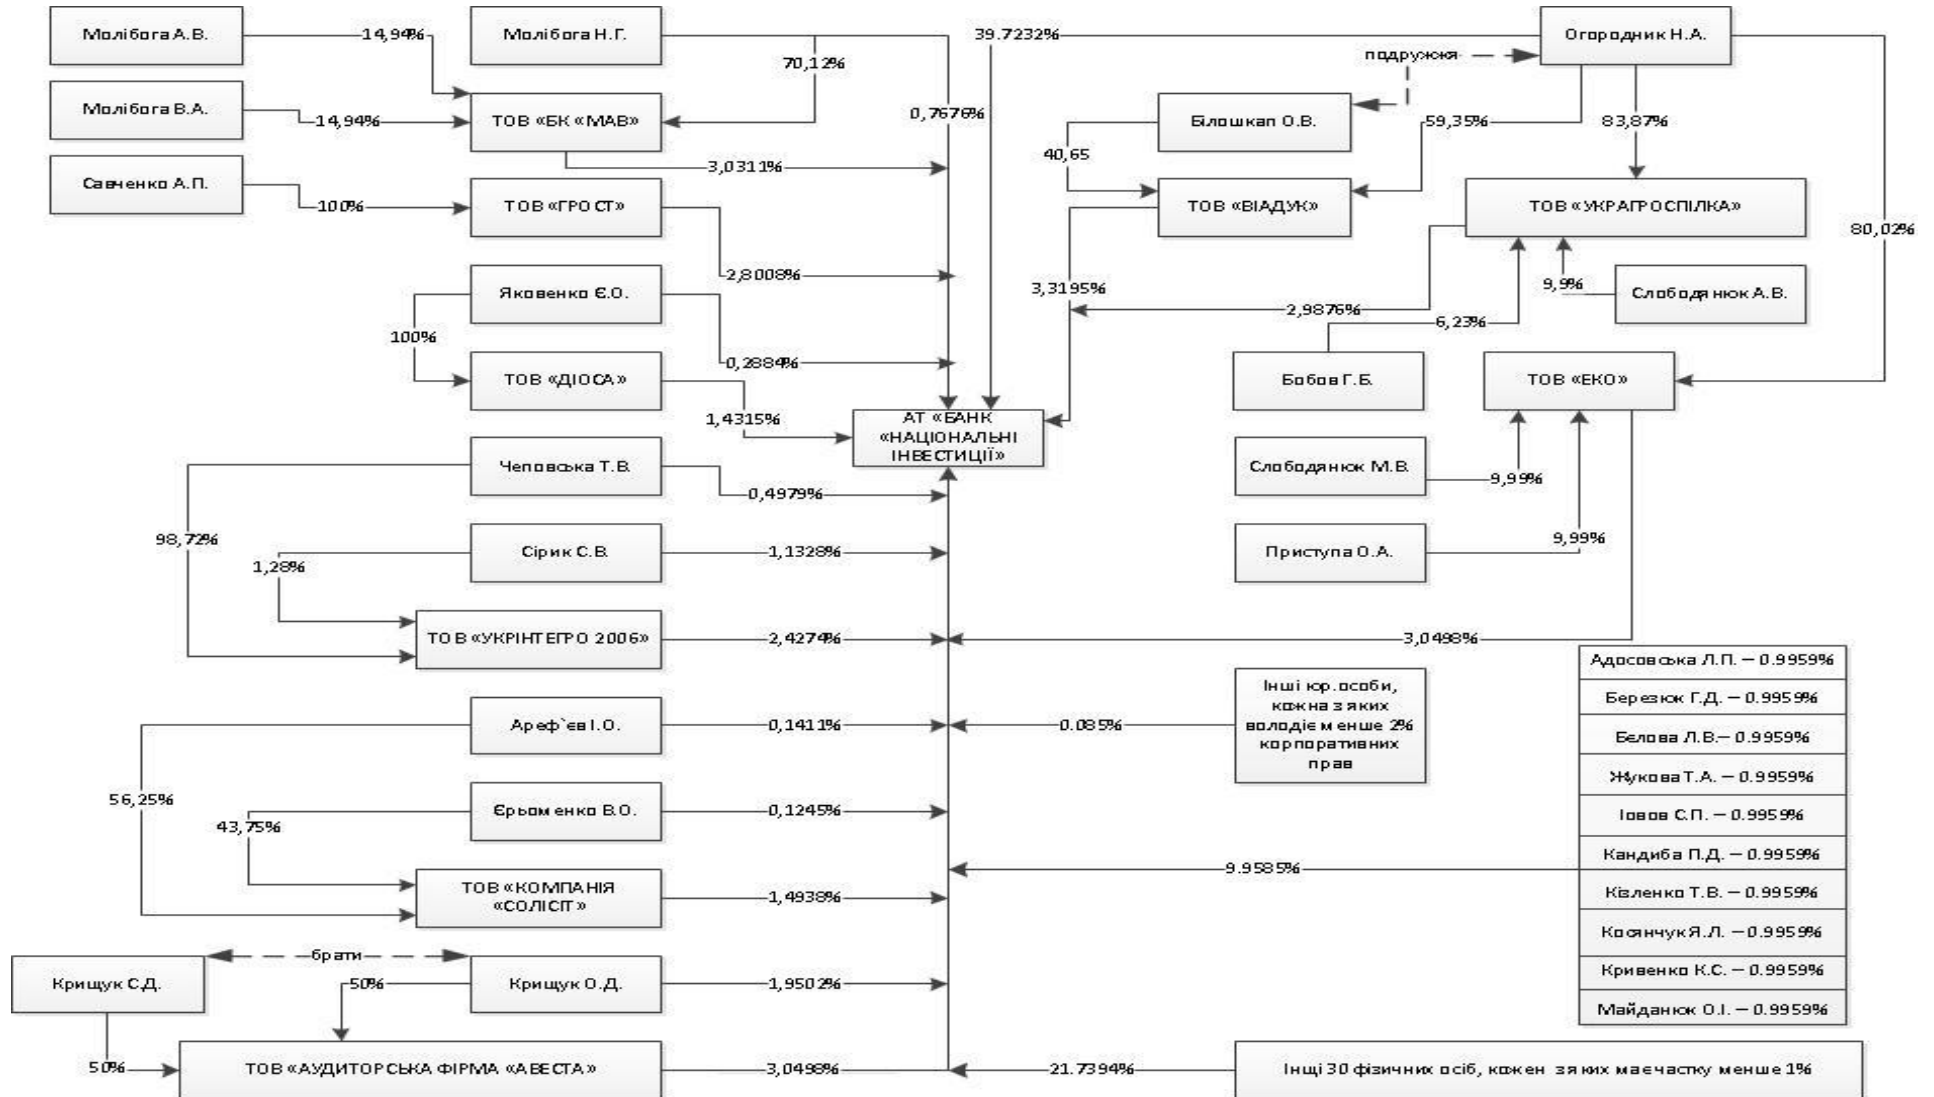 Молібога А.В.
14,94%
Молібога Н.Г.
70,12%
39.7232%
Огородник Н.А.
подружжя
Молібога В.А.
14,94%
ТОВ «БК «МАВ»
0,7676%
Білошкап О.В.
59,35%
83,87%
3,0311%
40,65
Савченко А.П.
100%
ТОВ «ГРОСТ»
ТОВ «ВІАДУК»
ТОВ «УКРАГРОСПІЛКА»
80,02%
2,8008%
3,3195%
9,9%
Слободянюк А.В.
Яковенко Є.О.
2,9876%
6,23%
100%
0,2884%
ТОВ «ДІОСА»
1,4315%
Бобов Г.Б.
ТОВ «ЕКО»
АТ «БАНК
«НАЦІОНАЛЬНІ
ІНВЕСТИЦІЇ»
Чеповська Т.В.
0,4979%
Слободянюк М.В.
9,99%
98,72%
Сірик С.В.
1,1328%
1,28%
Приступа О.А.
9,99%
ТОВ «УКРІНТЕГРО 2006»
2,4274%
3,0498%
Адосовська Л.П. – 0.9959%
Березюк Г.Д. – 0.9959%
Бєлова Л.В.– 0.9959%
Жукова Т.А. – 0.9959%
Іовов С.П. – 0.9959%
Кандиба П.Д. – 0.9959%
Кізленко Т.В. – 0.9959%
Косянчук Я.Л. – 0.9959%
Кривенко К.С. – 0.9959%
Майданюк О.І. – 0.9959%
Інші юр.особи,
кожна з яких
володіє менше 2%
корпоративних
прав
0.085%
Ареф`єв І.О.
0,1411%
56,25%
Єрьоменко В.О.
0,1245%
43,75%
9.9585%
ТОВ «КОМПАНІЯ
«СОЛІСІТ»
1,4938%
брати
Крищук С.Д.
50%
Крищук О.Д.
1,9502%
50%
ТОВ «АУДИТОРСЬКА ФІРМА «АВЕСТА»
3,0498%
21.7394%
Інщі 30 фізичних осіб, кожен з яких має частку менше 1%